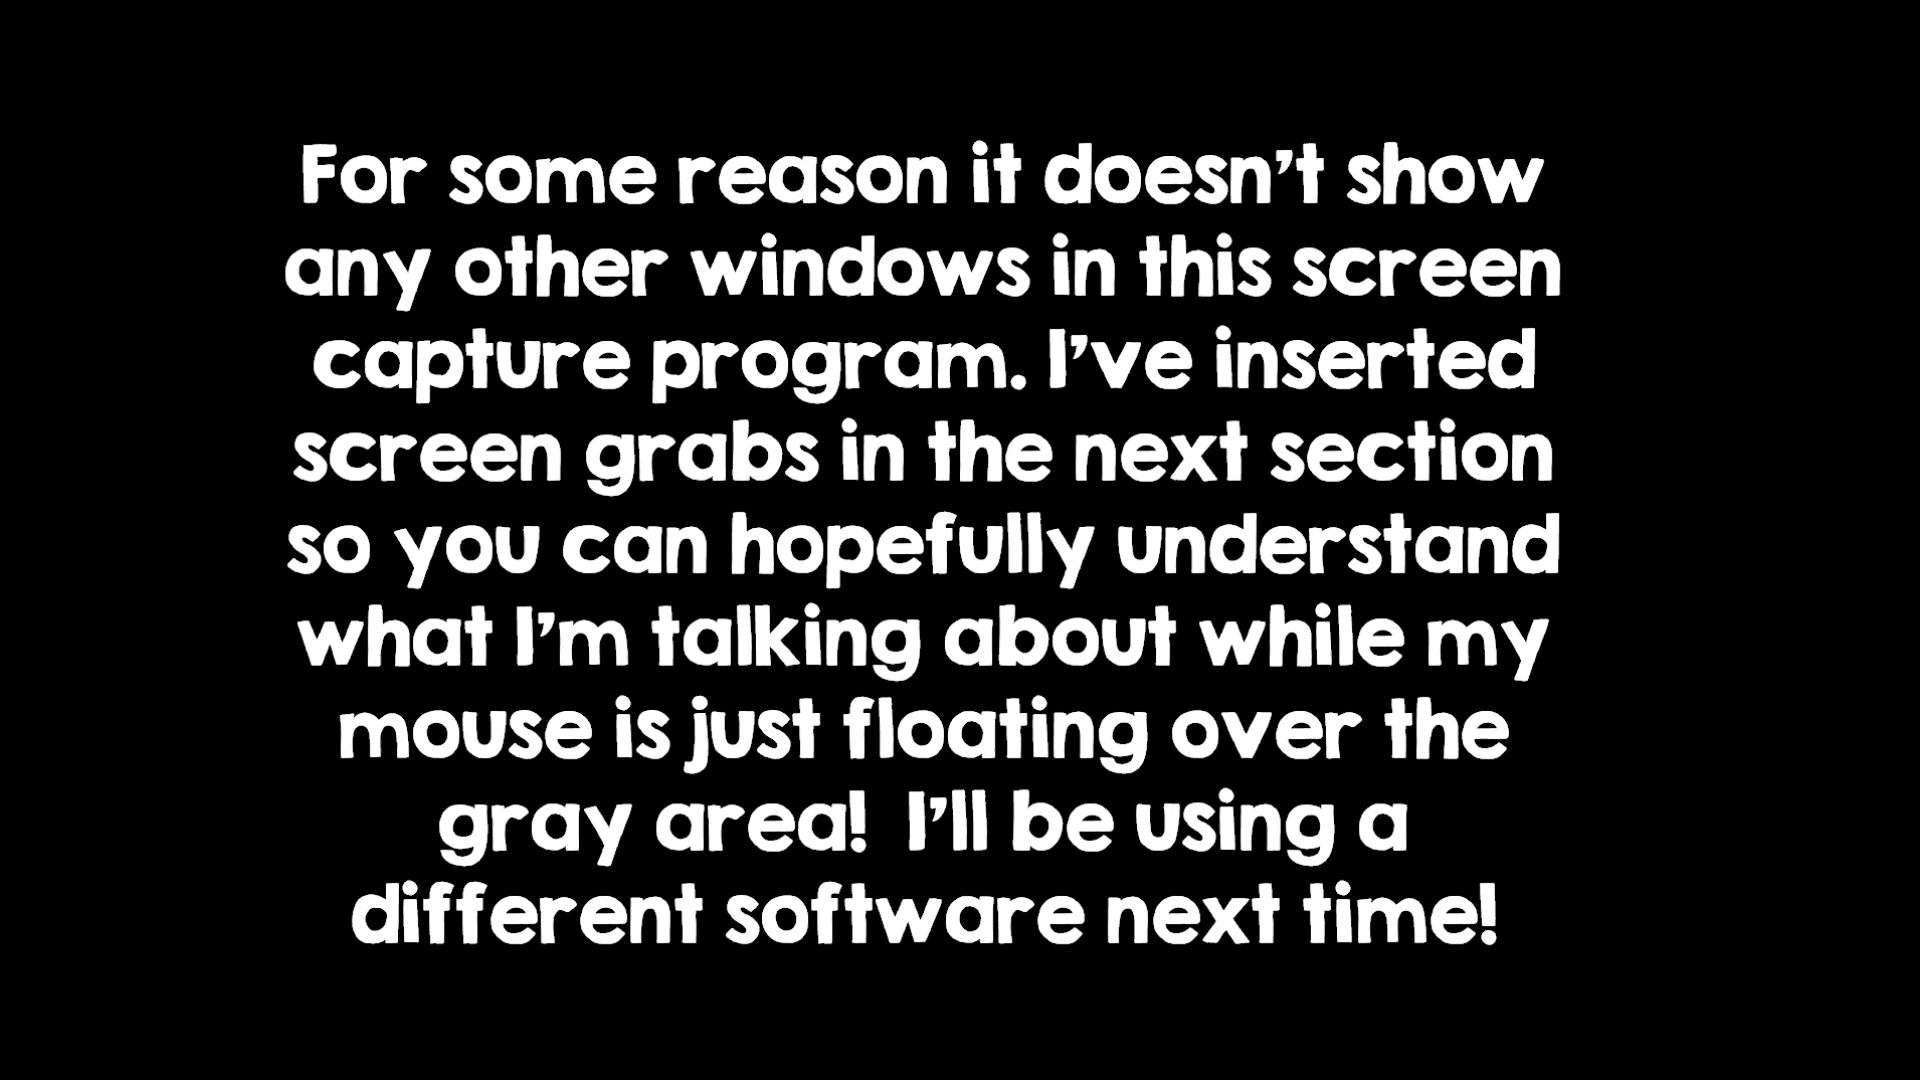 For some reason it doesn't show
any other windows in this screen
capture program. I've inserted
screen grabs in the next section
so you can hopefully understand
what I'm talking about while my
mouse is just floating over the
gray area!  I'll be using a
different software next time!